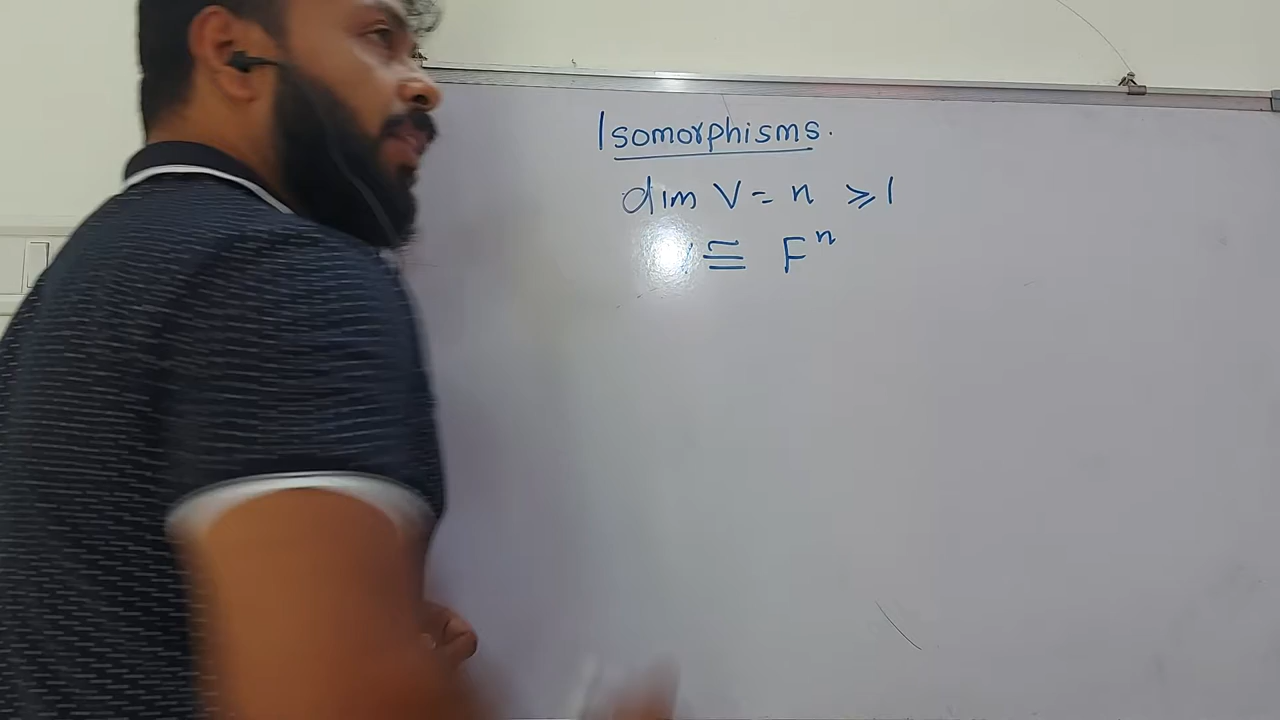 Isomorphisms.
dim V = n ≥ 1
≅ Fⁿ